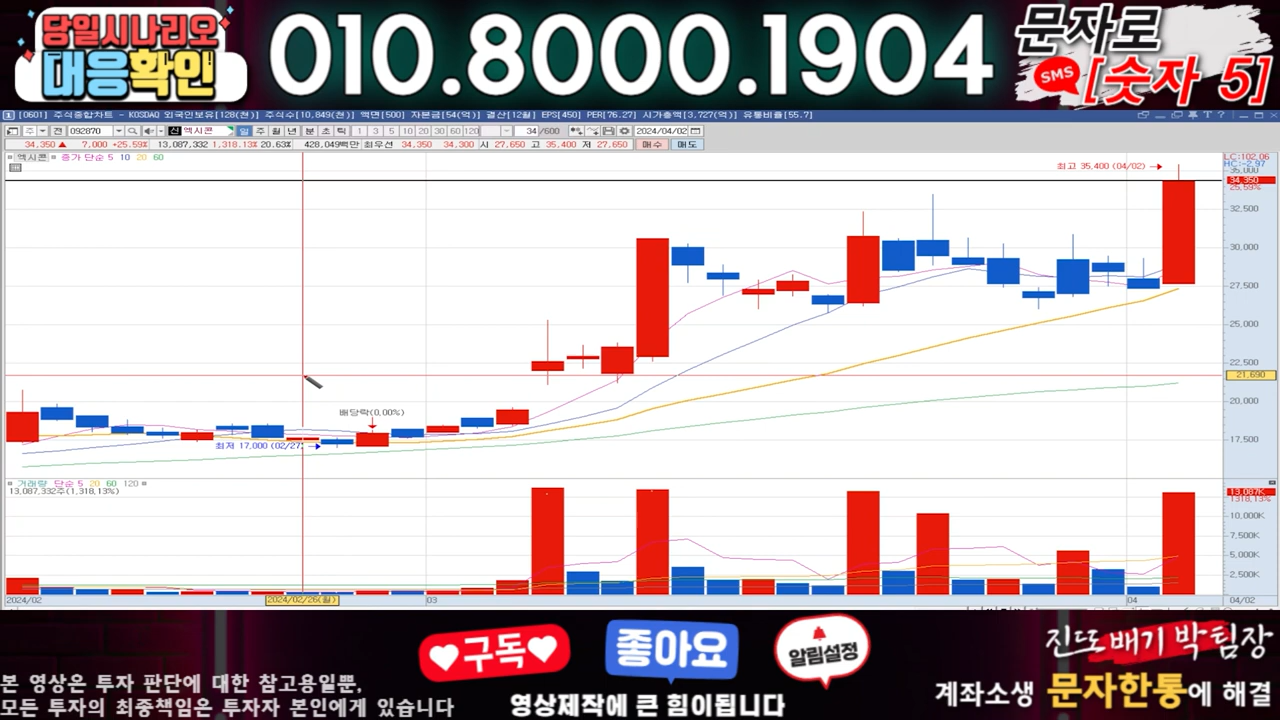 당일시나리오
대응확인
010.8000.1904
문자로
SMS
[숫자 5]
[0601] 주식종합차트 - KOSDAQ 외국인보유[128(천)] 주식수[10,849(천)] 액면[500] 자본금[54(억)] 결산[12월] EPS[450] PER[76.27] 시가총액[3,727(억)] 유통비율[55.7]
주 전 092870 신 엑시콘 일 주 월 년 분 초 틱 1 3 5 10 20 30 60 120 34 /600 2024/04/02
34,350 ▲ 7,000 +25.59% 13,087,332 1,318.13% 20.63% 428,049백만 최우선 34,350 34,300 시 27,650 고 35,400 저 27,650 매수 매도
엑시콘 종가 단순 5 10 20 60
최고 35,400 (04/02)
LC:102.06
HC:-2.97
35,000
34,350
25.59%
32,500
30,000
27,500
25,000
22,500
21,690
20,000
17,500
배당락(0.00%)
최저 17,000 (02/27)
거래량 단순 5 20 60 120
13,087,332주(1,318.13%)
13,087K
1318.13%
10,000K
7,500K
5,000K
2,500K
2024/02
2024/02/26(월)
03
04
04/02
구독
좋아요
알림설정
영상제작에 큰 힘이됩니다
본 영상은 투자 판단에 대한 참고용일뿐,
모든 투자의 최종책임은 투자자 본인에게 있습니다
진또배기 박팀장
계좌소생 문자한통에 해결